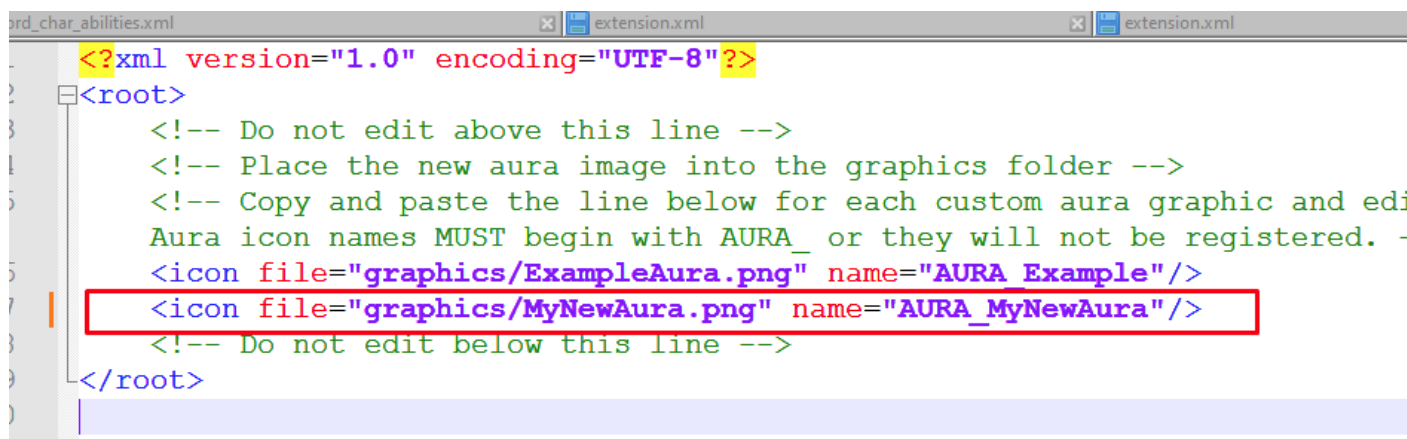 ord_char_abilities.xml extension.xml extension.xml
<?xml version="1.0" encoding="UTF-8"?>
<root>
<!-- Do not edit above this line -->
<!-- Place the new aura image into the graphics folder -->
<!-- Copy and paste the line below for each custom aura graphic and edi
Aura icon names MUST begin with AURA_ or they will not be registered. -
<icon file="graphics/ExampleAura.png" name="AURA_Example"/>
<icon file="graphics/MyNewAura.png" name="AURA_MyNewAura"/>
<!-- Do not edit below this line -->
</root>